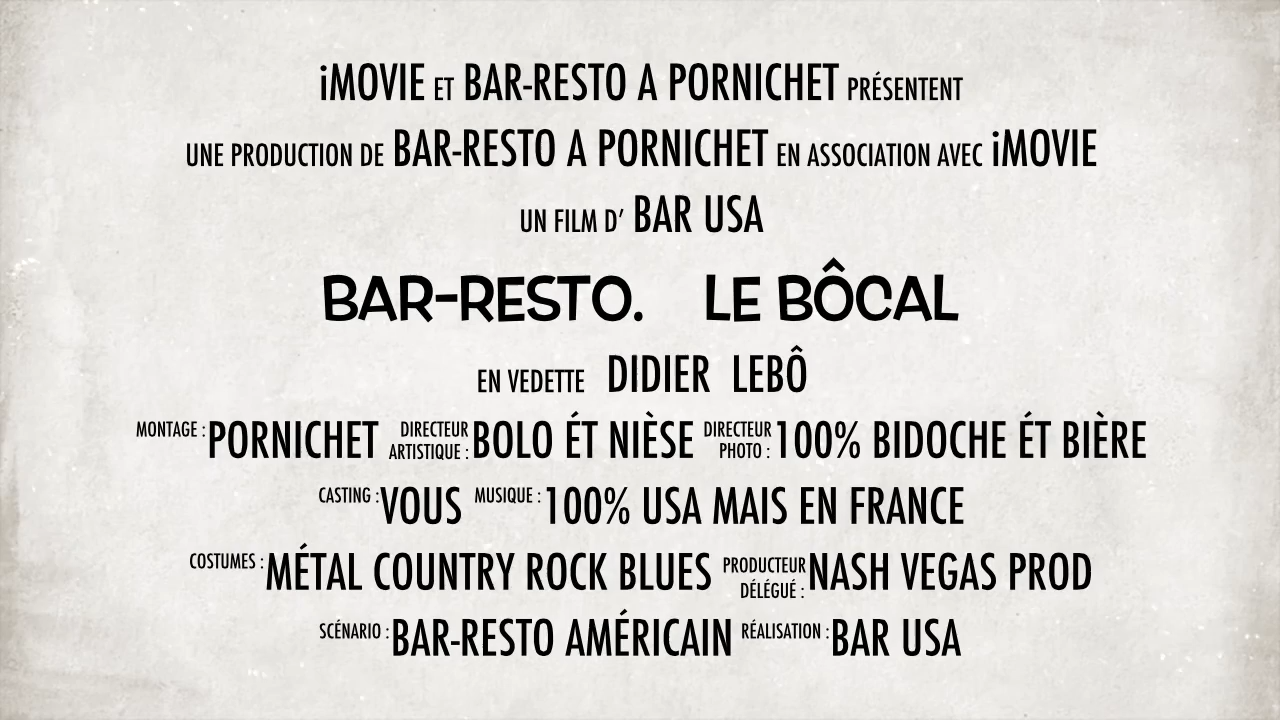 iMOVIE ET BAR-RESTO A PORNICHET PRÉSENTENT
UNE PRODUCTION DE BAR-RESTO A PORNICHET EN ASSOCIATION AVEC iMOVIE
UN FILM D’ BAR USA
BAR-RESTO. LE BÔCAL
EN VEDETTE DIDIER LEBÔ
MONTAGE : PORNICHET DIRECTEUR ARTISTIQUE : BOLO ÉT NIÈSE DIRECTEUR PHOTO : 100% BIDOCHE ÉT BIÈRE
CASTING : VOUS MUSIQUE : 100% USA MAIS EN FRANCE
COSTUMES : MÉTAL COUNTRY ROCK BLUES PRODUCTEUR DÉLÉGUÉ : NASH VEGAS PROD
SCÉNARIO : BAR-RESTO AMÉRICAIN RÉALISATION : BAR USA